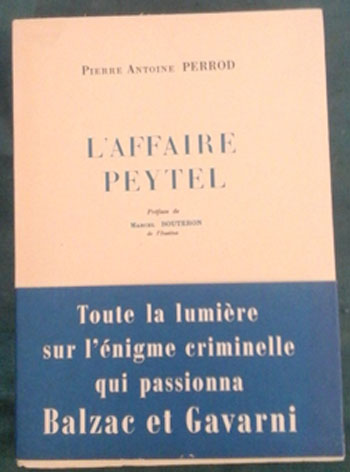 PIERRE ANTOINE PERROD
L'AFFAIRE
PEYTEL
Préface de
MARCEL BOUTERON
de l'Institut
Toute la lumière
sur l'énigme criminelle
qui passionna
Balzac et Gavarni